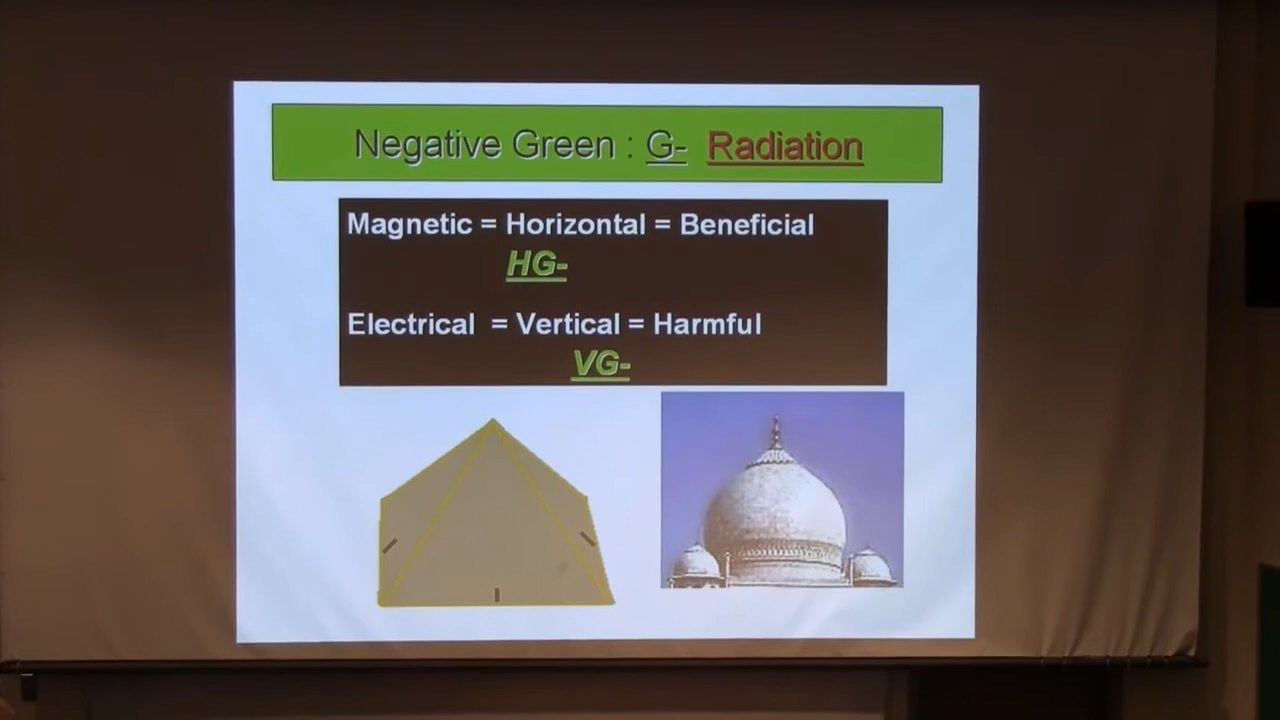 Negative Green : G- Radiation
Magnetic = Horizontal = Beneficial
HG-
Electrical = Vertical = Harmful
VG-